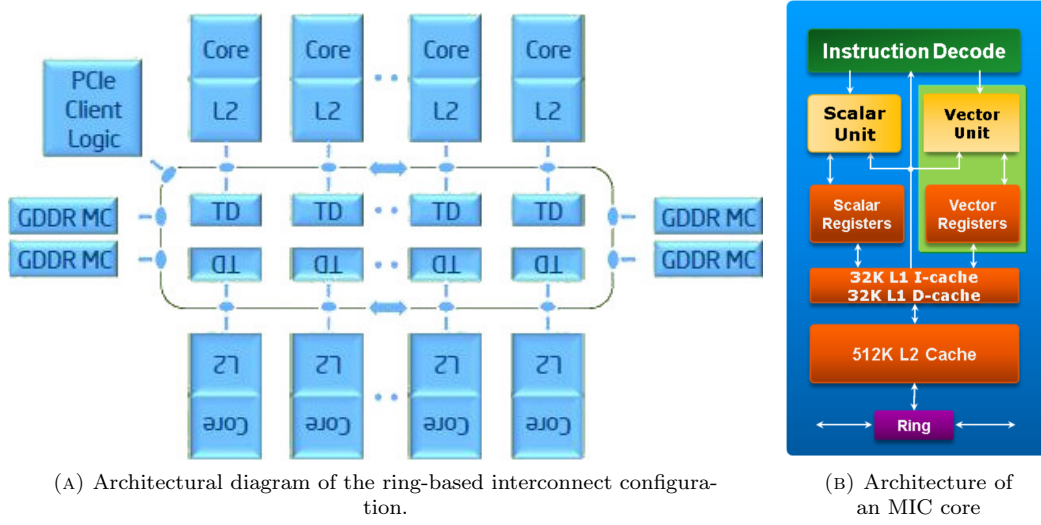 Core Core Core Core
L2 L2 L2 L2
PCIe
Client
Logic
TD TD TD TD
GDDR MC GDDR MC
GDDR MC GDDR MC
TD TD TD TD
L2 L2 L2 L2
Core Core Core Core
(A) Architectural diagram of the ring-based interconnect configura-
tion.
Instruction Decode
Scalar
Unit
Vector
Unit
Scalar
Registers
Vector
Registers
32K L1 I-cache
32K L1 D-cache
512K L2 Cache
Ring
(B) Architecture of
an MIC core